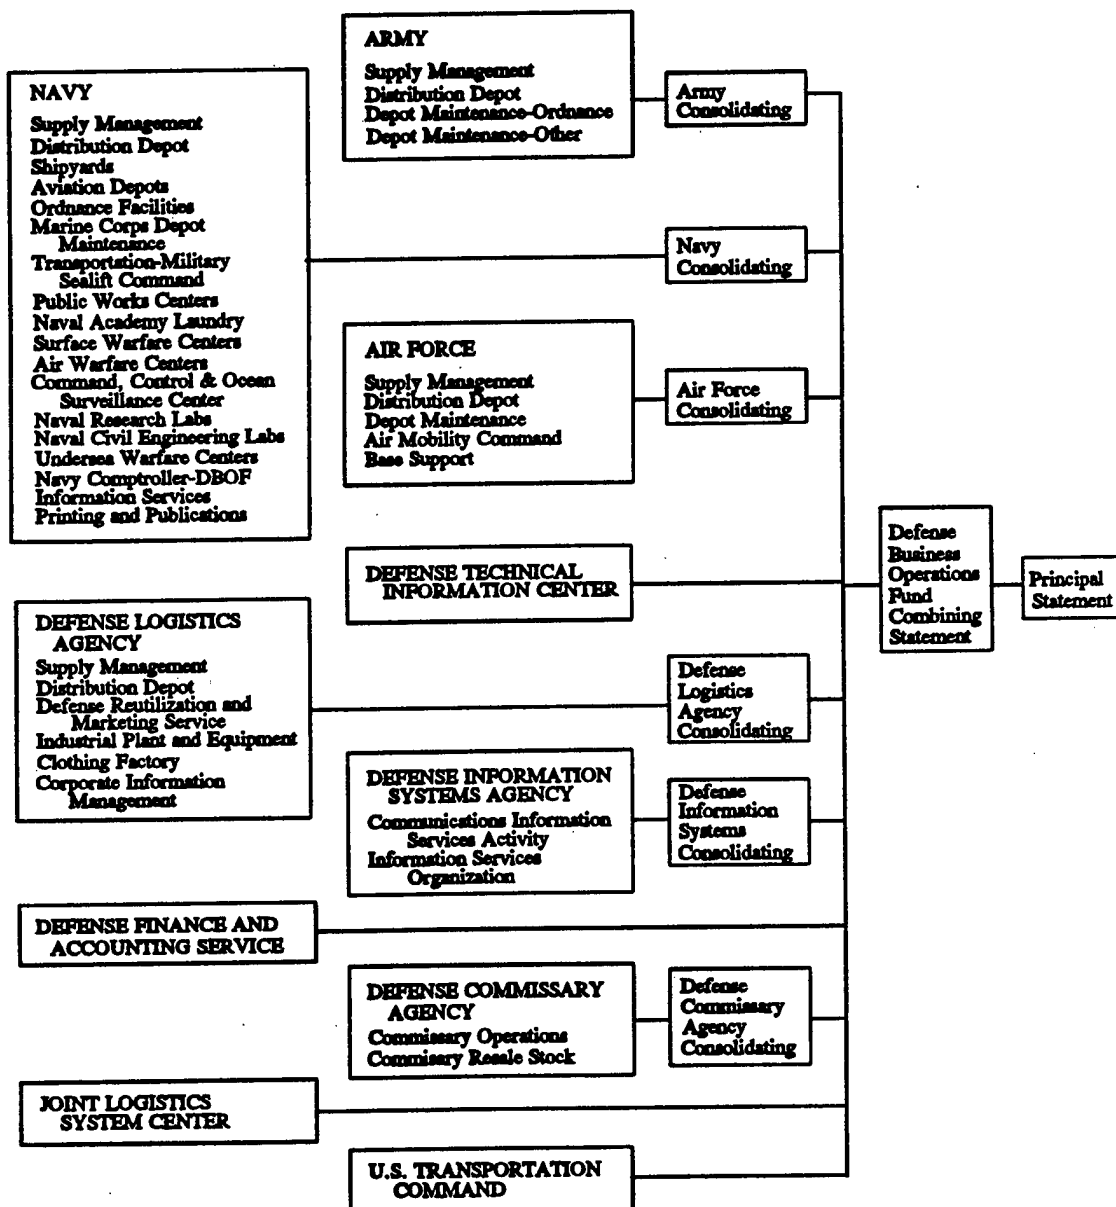 ARMY
Supply Management
Distribution Depot
Depot Maintenance-Ordnance
Depot Maintenance-Other
Army
Consolidating
NAVY
Supply Management
Distribution Depot
Shipyards
Aviation Depots
Ordnance Facilities
Marine Corps Depot
Maintenance
Transportation-Military
Sealift Command
Public Works Centers
Naval Academy Laundry
Surface Warfare Centers
Air Warfare Centers
Command, Control & Ocean
Surveillance Center
Naval Research Labs
Naval Civil Engineering Labs
Undersea Warfare Centers
Navy Comptroller-DBOF
Information Services
Printing and Publications
Navy
Consolidating
AIR FORCE
Supply Management
Distribution Depot
Depot Maintenance
Air Mobility Command
Base Support
Air Force
Consolidating
DEFENSE TECHNICAL
INFORMATION CENTER
Defense
Business
Operations
Fund
Combining
Statement
Principal
Statement
DEFENSE LOGISTICS
AGENCY
Supply Management
Distribution Depot
Defense Reutilization and
Marketing Service
Industrial Plant and Equipment
Clothing Factory
Corporate Information
Management
Defense
Logistics
Agency
Consolidating
DEFENSE INFORMATION
SYSTEMS AGENCY
Communications Information
Services Activity
Information Services
Organization
Defense
Information
Systems
Consolidating
DEFENSE FINANCE AND
ACCOUNTING SERVICE
DEFENSE COMMISSARY
AGENCY
Commissary Operations
Commissary Resale Stock
Defense
Commissary
Agency
Consolidating
JOINT LOGISTICS
SYSTEM CENTER
U.S. TRANSPORTATION
COMMAND